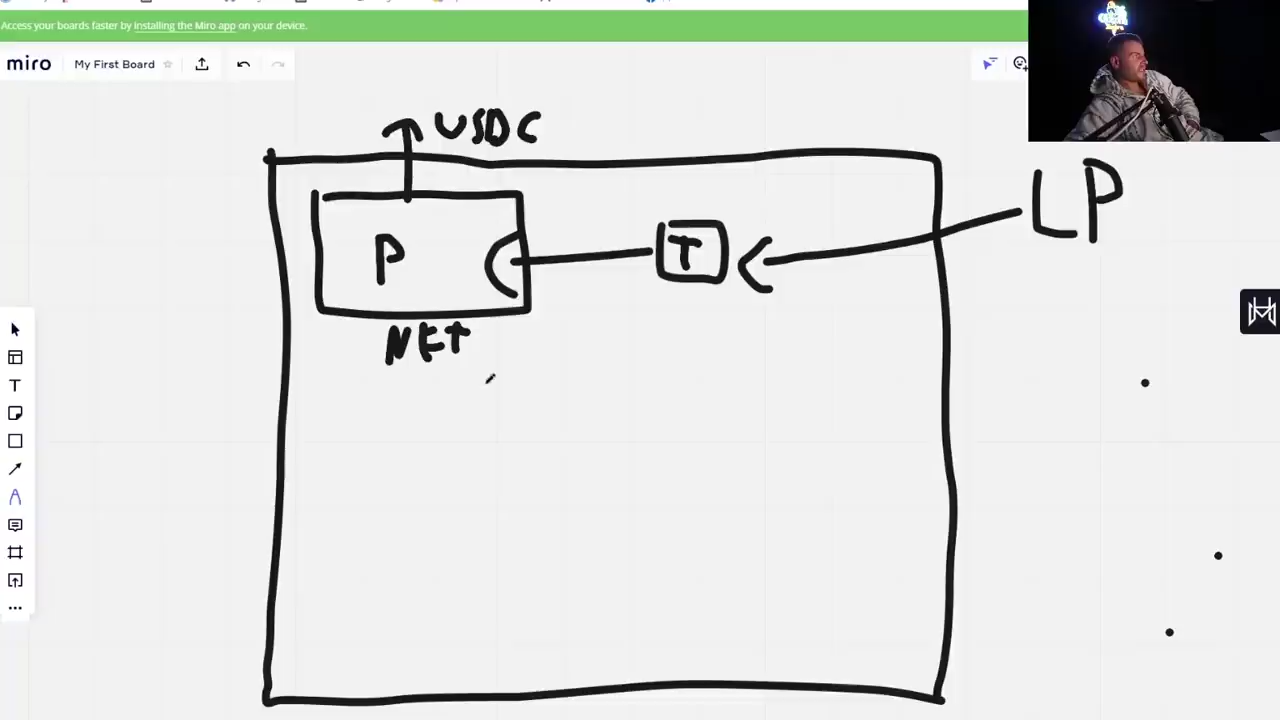 Access your boards faster by installing the Miro app on your device.
miro My First Board
USDC
LP
P
T
NET
T